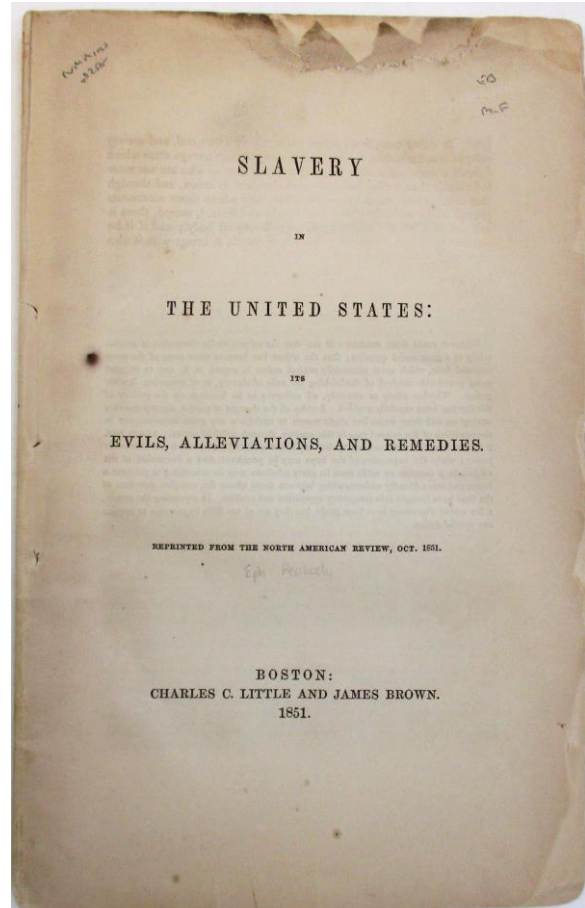 M.F
SLAVERY
IN
THE UNITED STATES:
ITS
EVILS, ALLEVIATIONS, AND REMEDIES.
REPRINTED FROM THE NORTH AMERICAN REVIEW, OCT. 1851.
Eph Peabody
BOSTON:
CHARLES C. LITTLE AND JAMES BROWN.
1851.